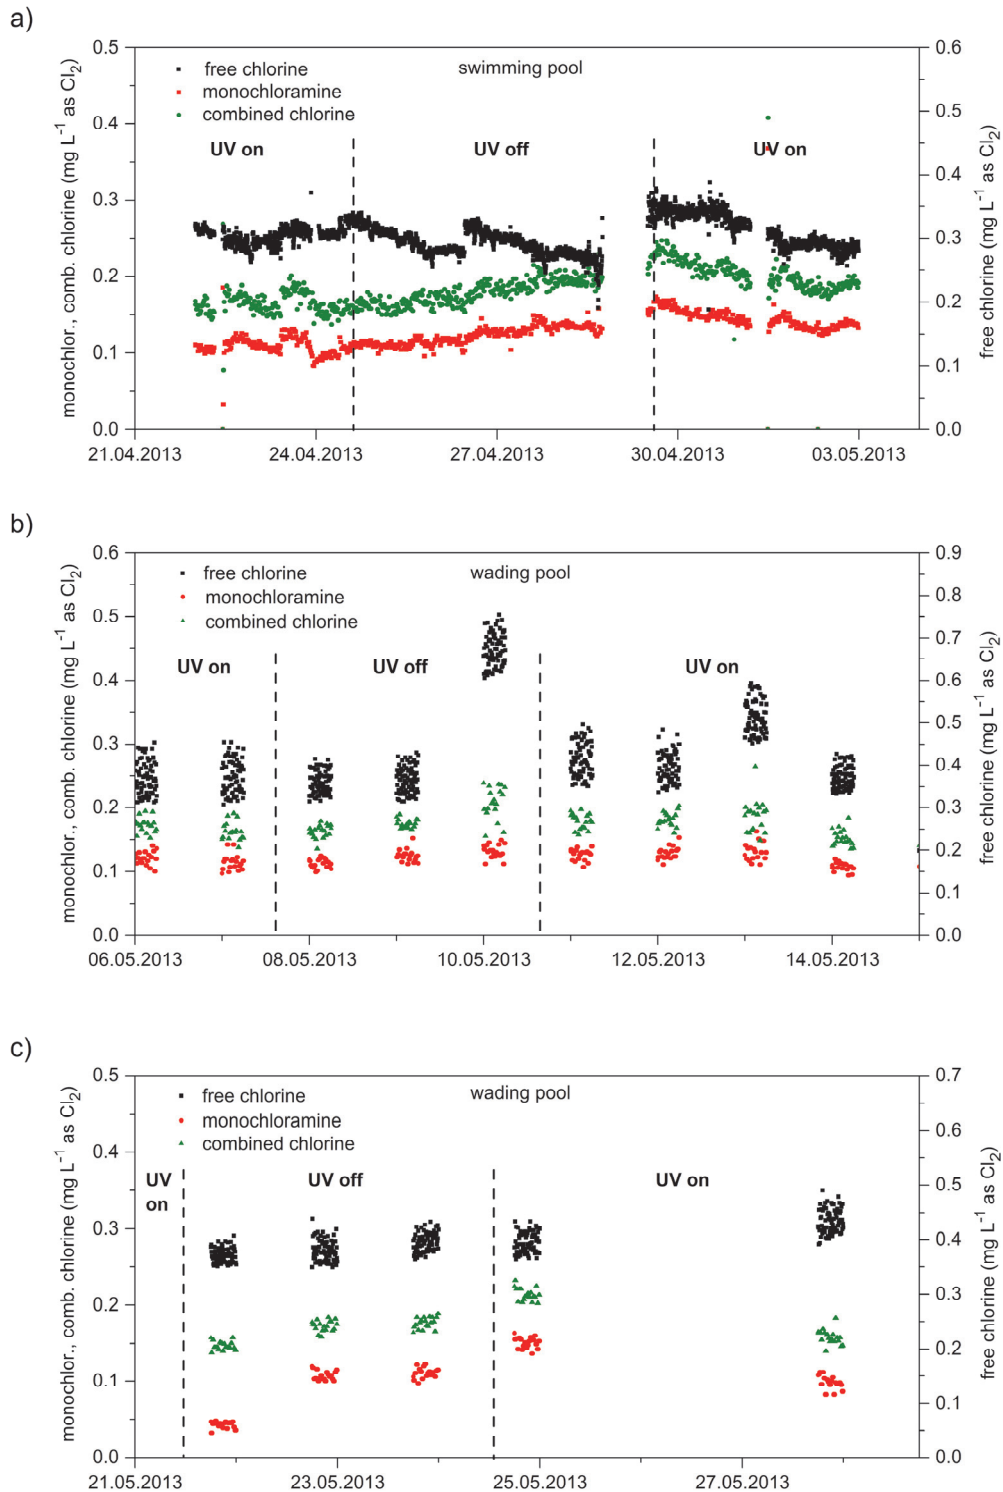 a)
0.5
0.4
0.3
0.2
0.1
0.0
monochlor., comb. chlorine (mg L⁻¹ as Cl₂)
free chlorine
monochloramine
combined chlorine
swimming pool
UV on
UV off
UV on
0.6
0.5
0.4
0.3
0.2
0.1
0.0
free chlorine (mg L⁻¹ as Cl₂)
21.04.2013
24.04.2013
27.04.2013
30.04.2013
03.05.2013
b)
0.6
0.5
0.4
0.3
0.2
0.1
0.0
monochlor., comb. chlorine (mg L⁻¹ as Cl₂)
free chlorine
monochloramine
combined chlorine
wading pool
UV on
UV off
UV on
0.9
0.8
0.7
0.6
0.5
0.4
0.3
0.2
0.1
0.0
free chlorine (mg L⁻¹ as Cl₂)
06.05.2013
08.05.2013
10.05.2013
12.05.2013
14.05.2013
c)
0.5
0.4
0.3
0.2
0.1
0.0
monochlor., comb. chlorine (mg L⁻¹ as Cl₂)
free chlorine
monochloramine
combined chlorine
wading pool
UV
on
UV off
UV on
0.7
0.6
0.5
0.4
0.3
0.2
0.1
0.0
free chlorine (mg L⁻¹ as Cl₂)
21.05.2013
23.05.2013
25.05.2013
27.05.2013